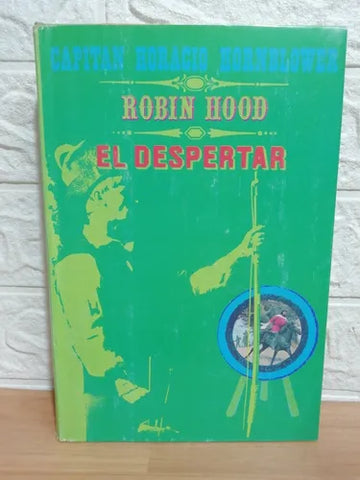 CAPITAN HORACIO HORNBLOWER
ROBIN HOOD
EL DESPERTAR